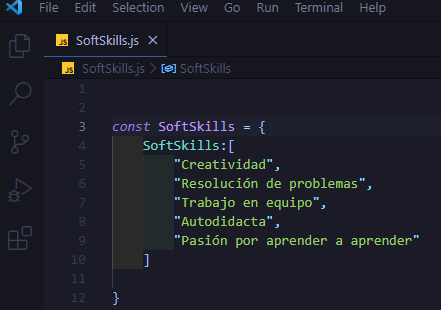 File Edit Selection View Go Run Terminal Help
JS SoftSkills.js ×
JS SoftSkills.js > SoftSkills
1
2
3 const SoftSkills = {
4 SoftSkills:[
5 "Creatividad",
6 "Resolución de problemas",
7 "Trabajo en equipo",
8 "Autodidacta",
9 "Pasión por aprender a aprender"
10 ]
11
12 }